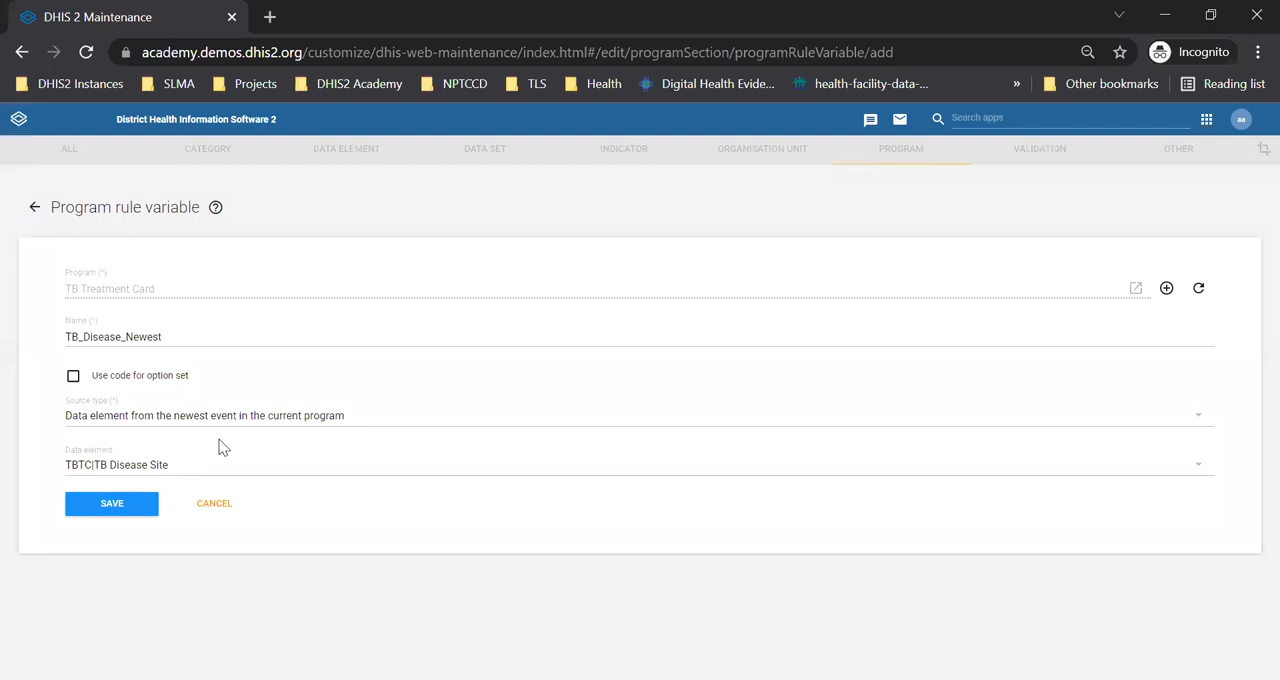 DHIS 2 Maintenance
academy.demos.dhis2.org/customize/dhis-web-maintenance/index.html#/edit/programSection/programRuleVariable/add
Incognito
DHIS2 Instances SLMA Projects DHIS2 Academy NPTCCD TLS Health Digital Health Evide... health-facility-data-... » Other bookmarks Reading list
District Health Information Software 2 Search apps aa
ALL CATEGORY DATA ELEMENT DATA SET INDICATOR ORGANISATION UNIT PROGRAM VALIDATION OTHER
Program rule variable
Program (*)
TB Treatment Card
Name (*)
TB_Disease_Newest
Use code for option set
Source type (*)
Data element from the newest event in the current program
Data element
TBTC|TB Disease Site
SAVE CANCEL